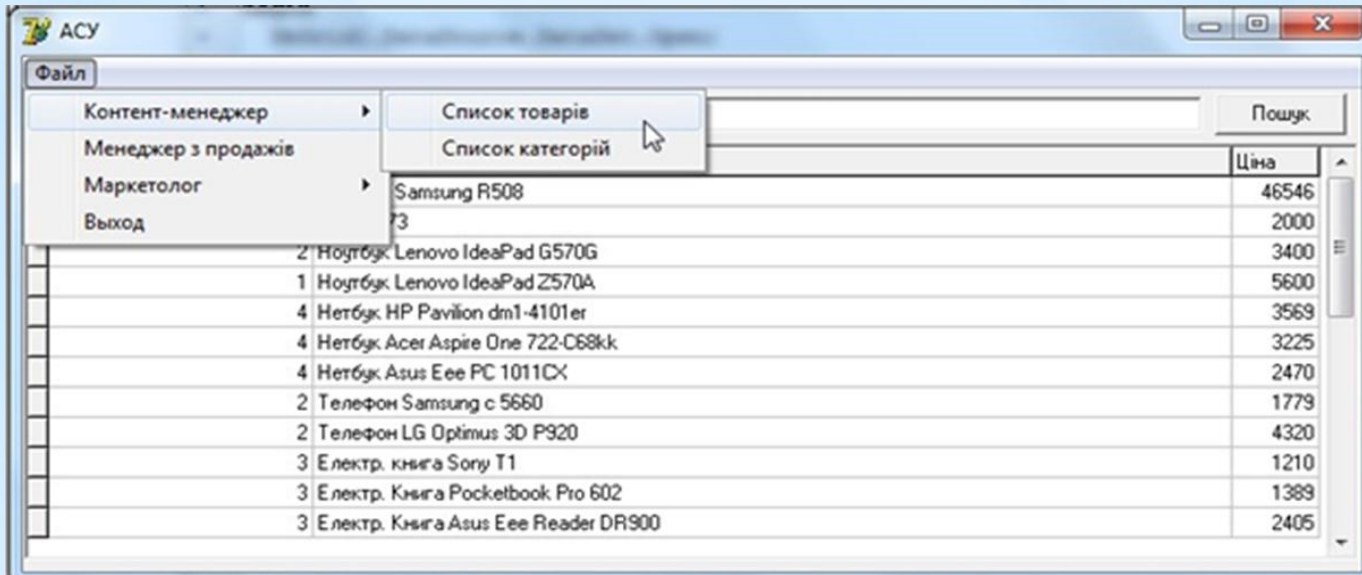 АСУ
Файл
Контент-менеджер
Список товарів
Пошук
Менеджер з продажів
Список категорій
Ціна
Маркетолог
Samsung R508 46546
Выход
73 2000
2 Ноутбук Lenovo IdeaPad G570G 3400
1 Ноутбук Lenovo IdeaPad Z570A 5600
4 Нетбук HP Pavilion dm1-4101er 3569
4 Нетбук Acer Aspire One 722-C68kk 3225
4 Нетбук Asus Eee PC 1011CX 2470
2 Телефон Samsung c 5660 1779
2 Телефон LG Optimus 3D P920 4320
3 Електр. книга Sony T1 1210
3 Електр. Книга Pocketbook Pro 602 1389
3 Електр. Книга Asus Eee Reader DR900 2405